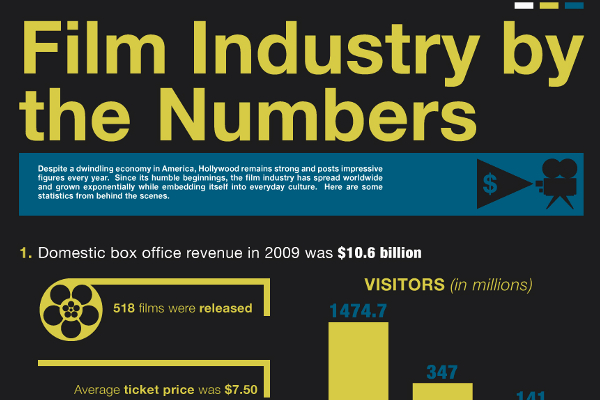 Film Industry by
the Numbers
Despite a dwindling economy in America, Hollywood remains strong and posts impressive
figures every year. Since its humble beginnings, the film industry has spread worldwide
and grown exponentially while embedding itself into everyday culture. Here are some
statistics from behind the scenes.
$
1. Domestic box office revenue in 2009 was $10.6 billion
518 films were released
VISITORS (in millions)
1474.7
347
141
Average ticket price was $7.50